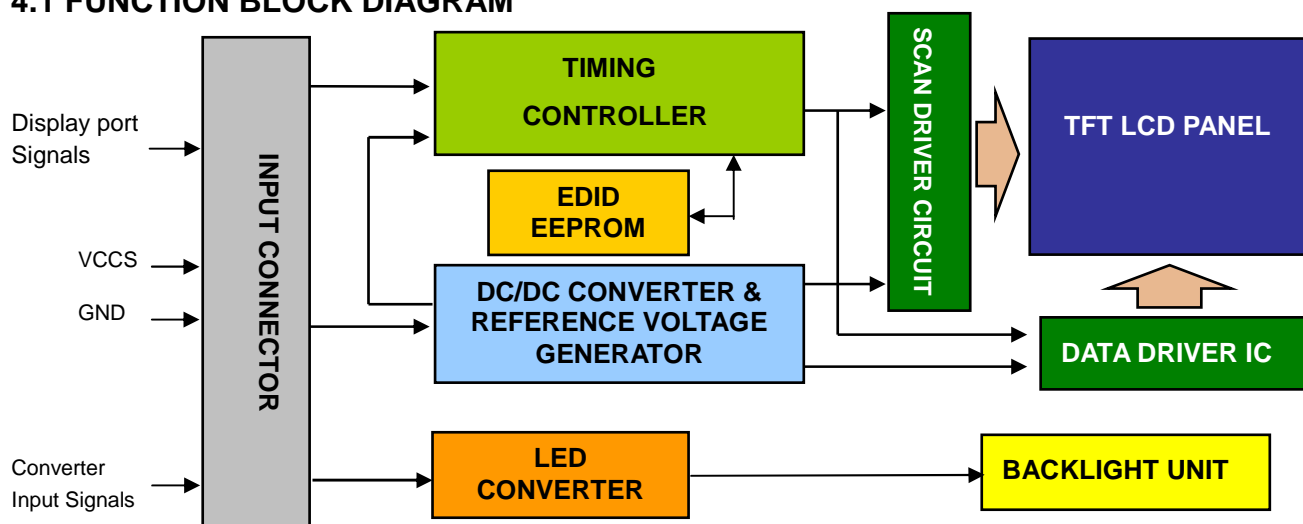 4.1 FUNCTION BLOCK DIAGRAM
Display port
Signals
VCCS
GND
Converter
Input Signals
INPUT CONNECTOR
TIMING
CONTROLLER
EDID
EEPROM
DC/DC CONVERTER &
REFERENCE VOLTAGE
GENERATOR
LED
CONVERTER
SCAN DRIVER CIRCUIT
TFT LCD PANEL
DATA DRIVER IC
BACKLIGHT UNIT